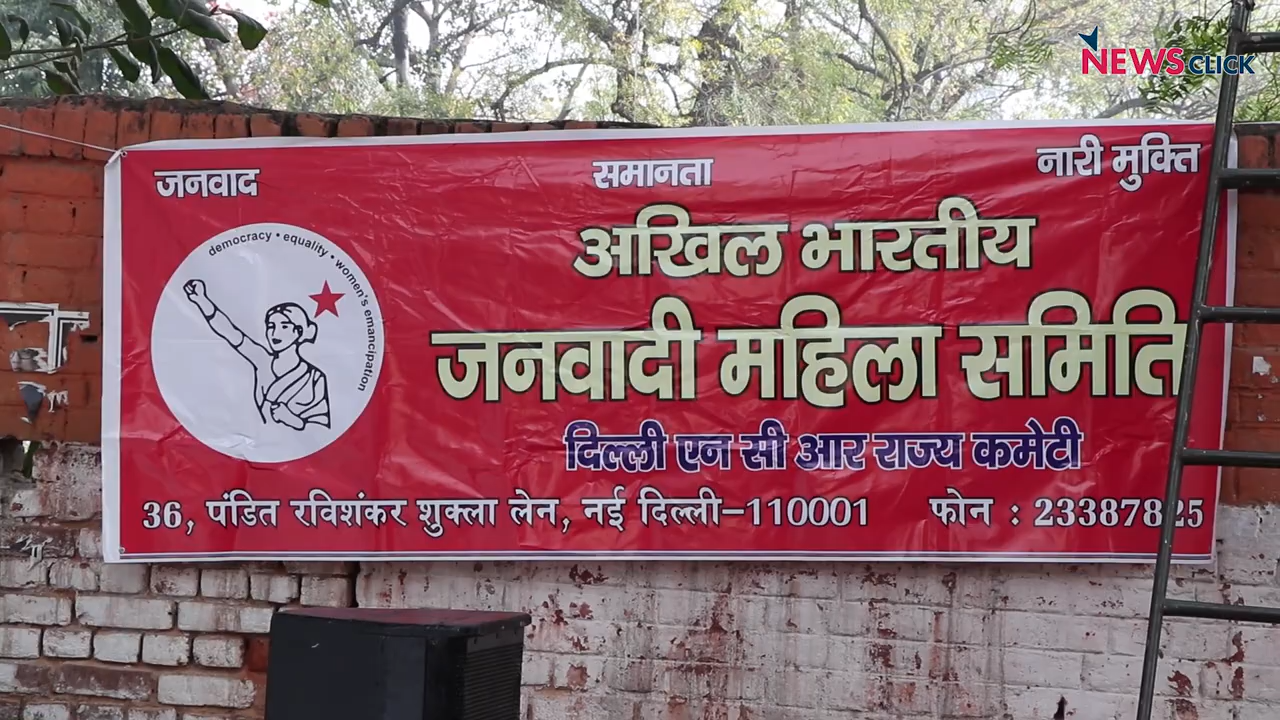 NEWSCLICK
जनवाद समानता नारी मुक्ति
democracy • equality • women's emancipation
अखिल भारतीय
जनवादी महिला समिति
दिल्ली एन सी आर राज्य कमेटी
36, पंडित रविशंकर शुक्ला लेन, नई दिल्ली-110001 फोन : 23387825